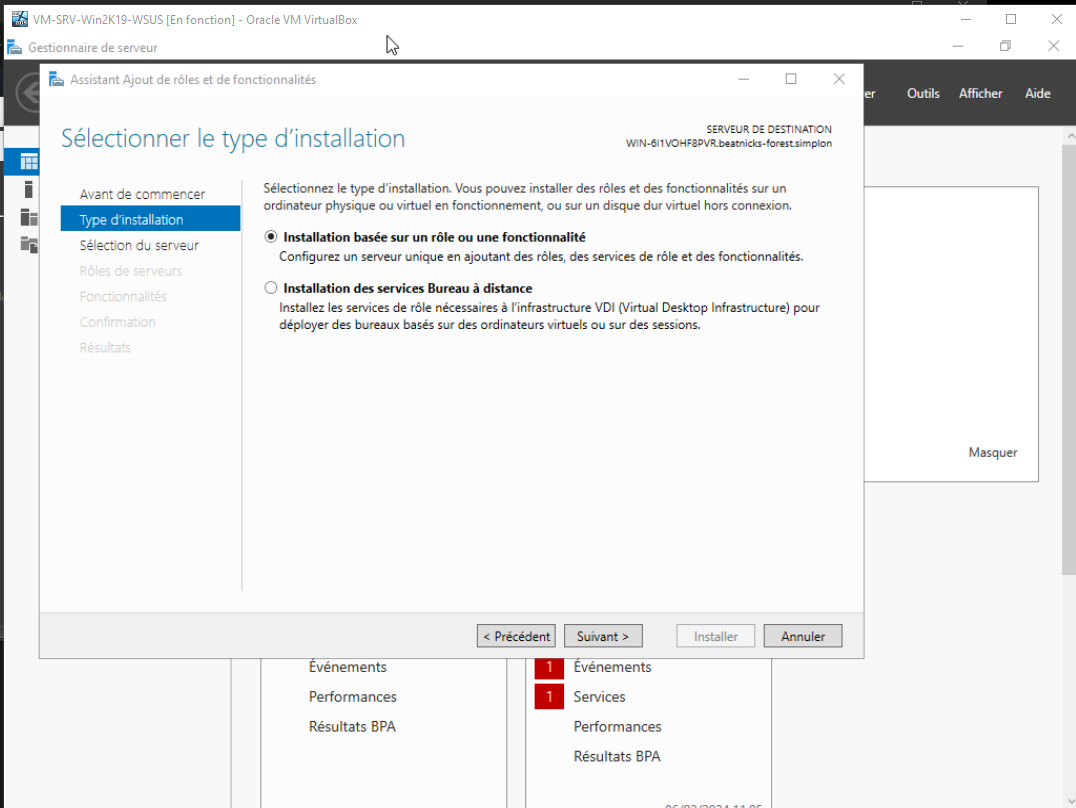 VM-SRV-Win2K19-WSUS [En fonction] - Oracle VM VirtualBox
Gestionnaire de serveur
Assistant Ajout de rôles et de fonctionnalités
Outils Afficher Aide
Sélectionner le type d'installation
SERVEUR DE DESTINATION
WIN-6I1VOHF8PVR.beatnicks-forest.simplon
Avant de commencer
Type d'installation
Sélection du serveur
Rôles de serveurs
Fonctionnalités
Confirmation
Résultats
Sélectionnez le type d'installation. Vous pouvez installer des rôles et des fonctionnalités sur un
ordinateur physique ou virtuel en fonctionnement, ou sur un disque dur virtuel hors connexion.
Installation basée sur un rôle ou une fonctionnalité
Configurez un serveur unique en ajoutant des rôles, des services de rôle et des fonctionnalités.
Installation des services Bureau à distance
Installez les services de rôle nécessaires à l'infrastructure VDI (Virtual Desktop Infrastructure) pour
déployer des bureaux basés sur des ordinateurs virtuels ou sur des sessions.
Masquer
< Précédent Suivant > Installer Annuler
Événements
Performances
Résultats BPA
1 Événements
1 Services
Performances
Résultats BPA